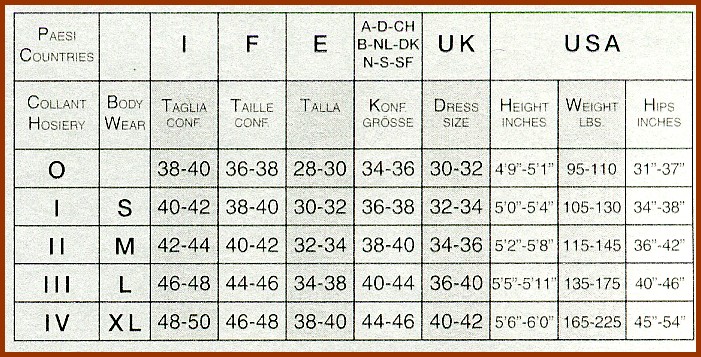 PAESI COUNTRIES I F E A-D-CH B-NL-DK N-S-SF UK USA
COLLANT HOSIERY BODY WEAR TAGLIA CONF. TAILLE CONF. TALLA KONF. GRÖSSE DRESS SIZE HEIGHT INCHES WEIGHT LBS. HIPS INCHES
O 38-40 36-38 28-30 34-36 30-32 4'9"-5'1" 95-110 31"-37"
I S 40-42 38-40 30-32 36-38 32-34 5'0"-5'4" 105-130 34"-38"
II M 42-44 40-42 32-34 38-40 34-36 5'2"-5'8" 115-145 36"-42"
III L 46-48 44-46 34-38 40-44 36-40 5'5"-5'11" 135-175 40"-46"
IV XL 48-50 46-48 38-40 44-46 40-42 5'6"-6'0" 165-225 45"-54"